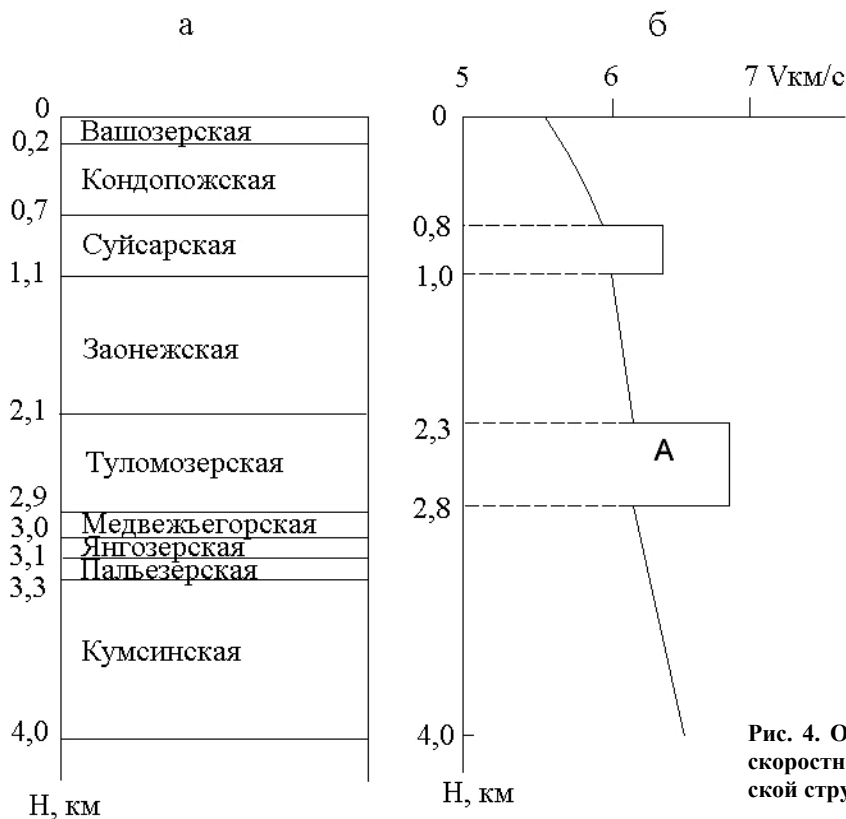 а
0
Вашозерская
0,2
Кондопожская
0,7
Суйсарская
1,1
Заонежская
2,1
Туломозерская
2,9
Медвежьегорская
3,0
Янгозерская
3,1
Пальезерская
3,3
Кумсинская
4,0
Н, км
б
5 6 7 Vкм/с
0
0,8
1,0
2,3
А
2,8
4,0
Н, км
Рис. 4. О
скоростн
ской стру